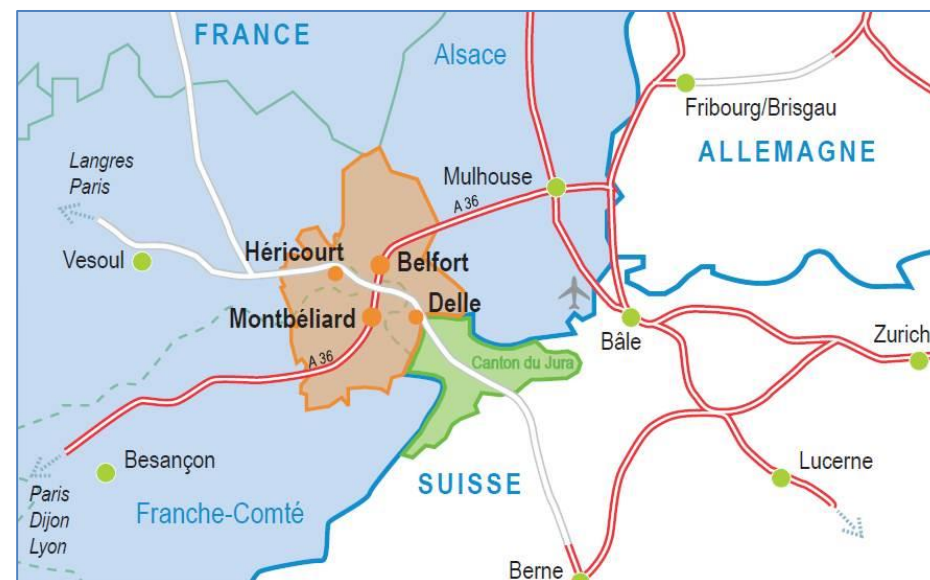 FRANCE
Alsace
Fribourg/Brisgau
ALLEMAGNE
Langres
Paris
Mulhouse
A 36
Vesoul
Héricourt
Belfort
Montbéliard
Delle
Bâle
Zurich
A 36
Canton du Jura
Besançon
Lucerne
SUISSE
Paris
Dijon
Lyon
Franche-Comté
Berne